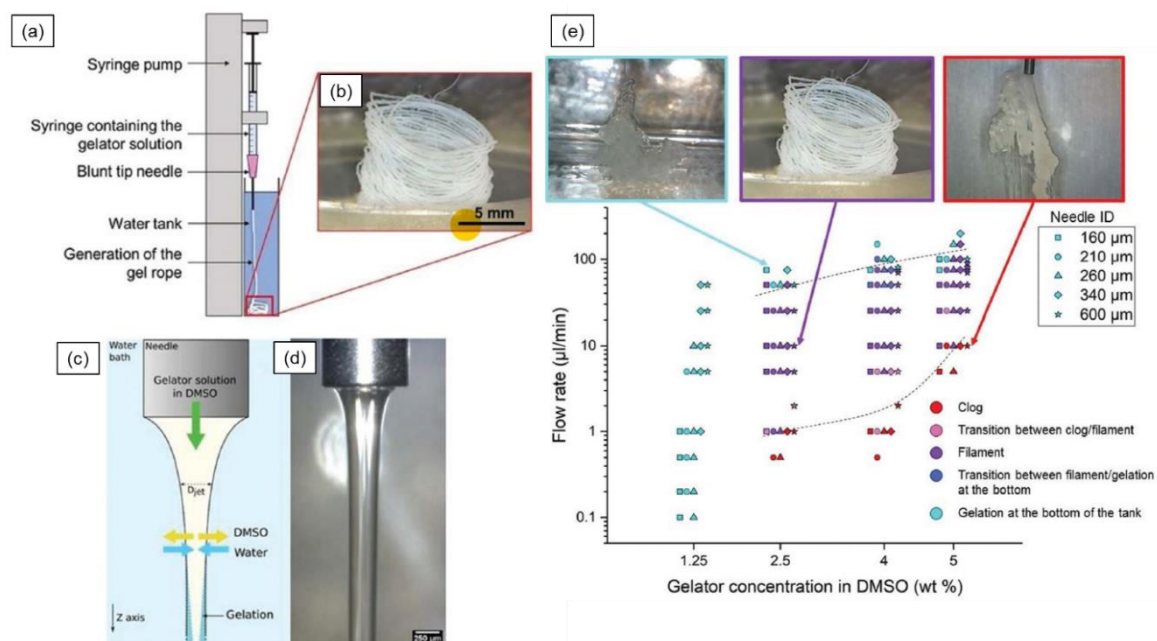 (a)
Syringe pump
Syringe containing the
gelator solution
Blunt tip needle
Water tank
Generation of the
gel rope
(b)
5 mm
(c)
Water
bath
Needle
Gelator solution
in DMSO
Djet
DMSO
Water
Gelation
Z axis
(d)
250 µm
(e)
Needle ID
160 µm
210 µm
260 µm
340 µm
600 µm
Flow rate (µl/min)
100
10
1
0.1
Clog
Transition between clog/filament
Filament
Transition between filament/gelation
at the bottom
Gelation at the bottom of the tank
1.25
2.5
4
5
Gelator concentration in DMSO (wt %)